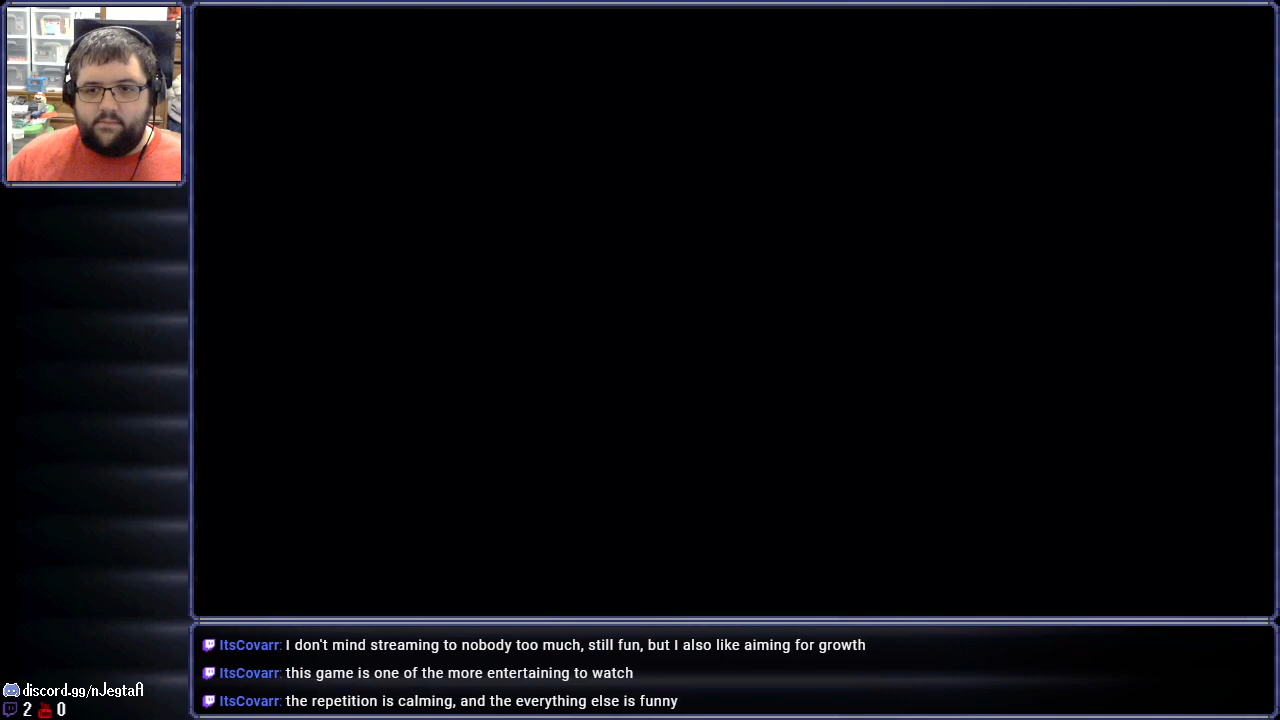 ItsCovarr: I don't mind streaming to nobody too much, still fun, but I also like aiming for growth
ItsCovarr: this game is one of the more entertaining to watch
ItsCovarr: the repetition is calming, and the everything else is funny
discord.gg/nJegtaA
2 0